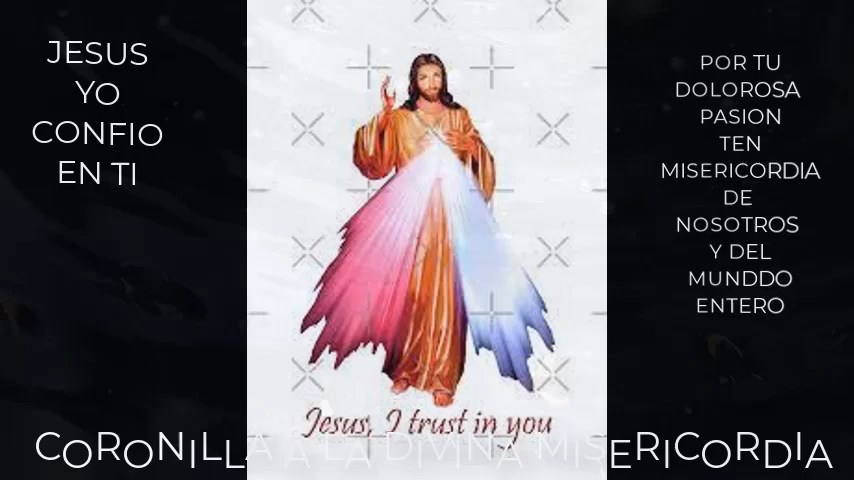 JESUS
YO
CONFIO
EN TI
POR TU
DOLOROSA
PASION
TEN
MISERICORDIA
DE
NOSOTROS
Y DEL
MUNDDO
ENTERO
Jesus, I trust in you
CORONILLA A LA DIVINA MISERICORDIA